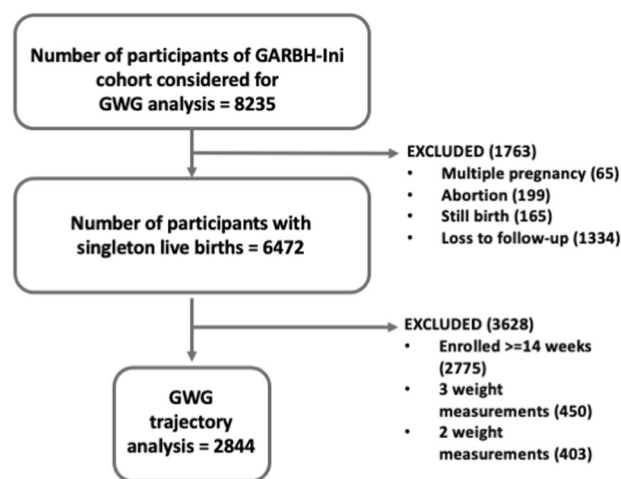 Number of participants of GARBH-Ini
cohort considered for
GWG analysis = 8235
EXCLUDED (1763)
• Multiple pregnancy (65)
• Abortion (199)
• Still birth (165)
• Loss to follow-up (1334)
Number of participants with
singleton live births = 6472
EXCLUDED (3628)
• Enrolled >=14 weeks
(2775)
• 3 weight
measurements (450)
• 2 weight
measurements (403)
GWG
trajectory
analysis = 2844